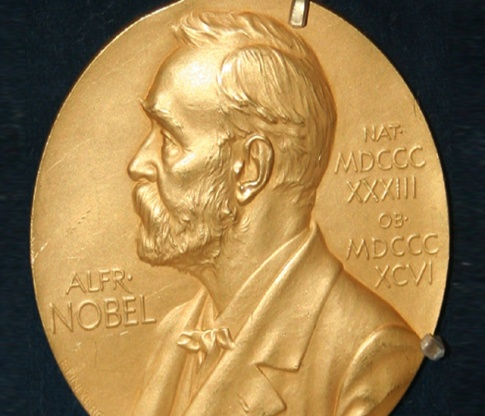 ALFR·
NOBEL
NAT·
MDCCC
XXXIII
OB·
MDCCC
XCVI